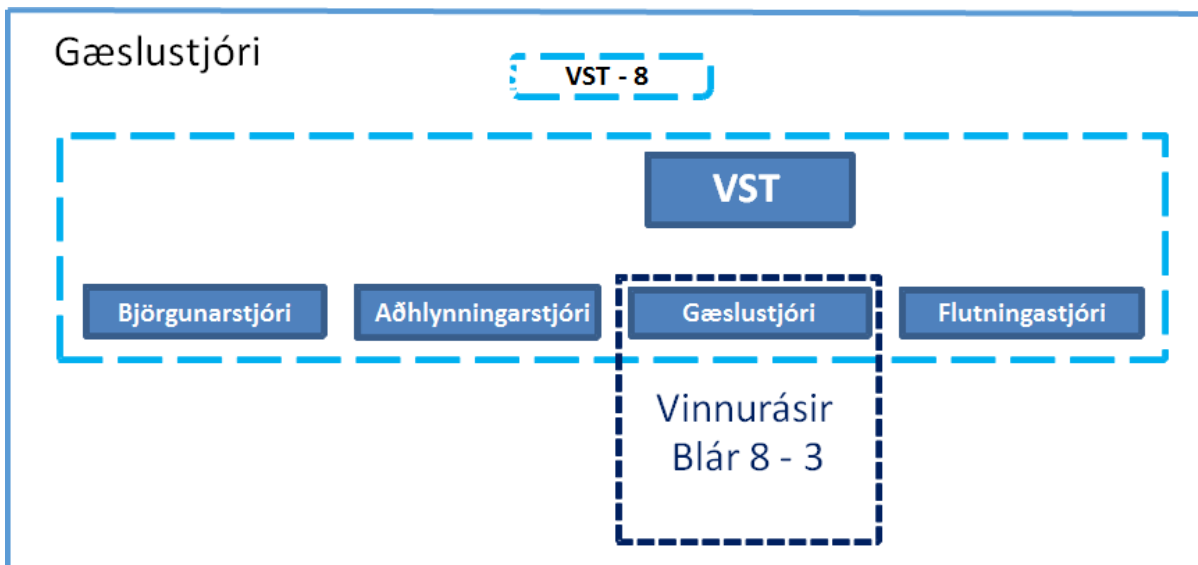 Gæslustjóri
VST - 8
VST
Björgunarstjóri
Aðhlynningarstjóri
Gæslustjóri
Flutningastjóri
Vinnurásir
Blár 8 - 3